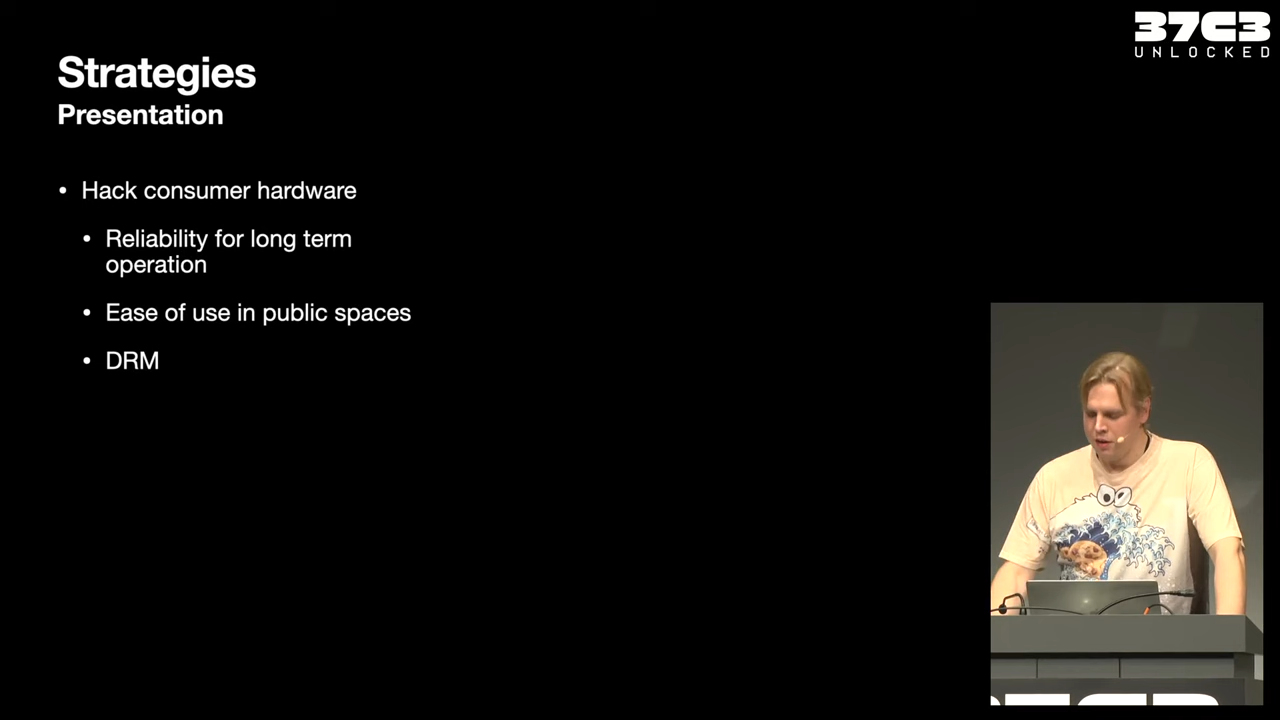 37C3
UNLOCKED
Strategies
Presentation
• Hack consumer hardware
• Reliability for long term
operation
• Ease of use in public spaces
• DRM